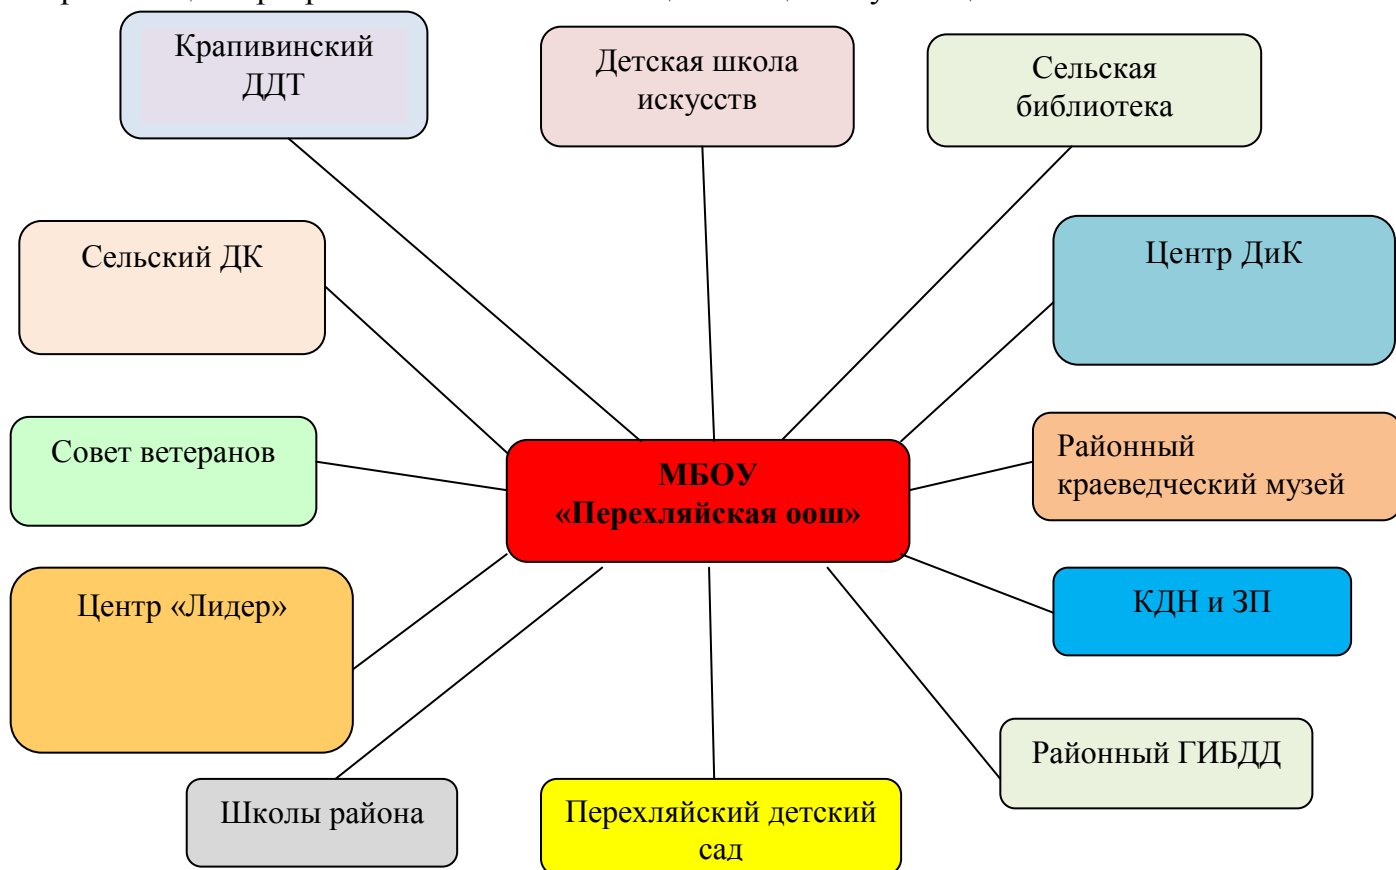 Крапивинский
ДДТ
Детская школа
искусств
Сельская
библиотека
Сельский ДК
Центр ДиК
Совет ветеранов
МБОУ
«Перехляйская оош»
Районный
краеведческий музей
Центр «Лидер»
КДН и ЗП
Районный ГИБДД
Школы района
Перехляйский детский
сад